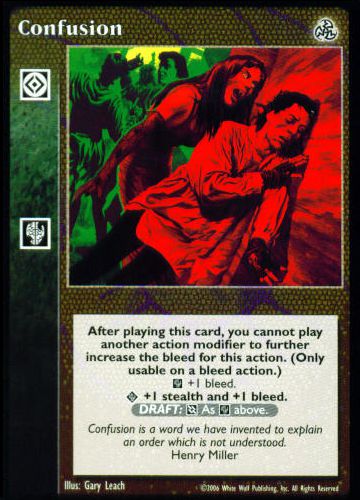 Confusion
After playing this card, you cannot play
another action modifier to further
increase the bleed for this action. (Only
usable on a bleed action.)
+1 bleed.
+1 stealth and +1 bleed.
DRAFT: As above.
Confusion is a word we have invented to explain
an order which is not understood.
Henry Miller
Illus: Gary Leach ©2006 White Wolf Publishing, Inc. All Rights Reserved